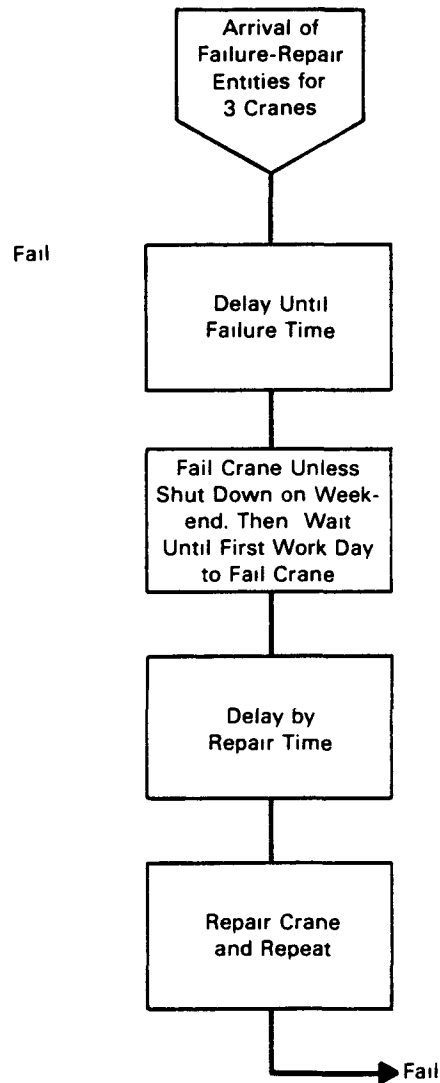 Arrival of
Failure-Repair
Entities for
3 Cranes
Fail
Delay Until
Failure Time
Fail Crane Unless
Shut Down on Week-
end. Then Wait
Until First Work Day
to Fail Crane
Delay by
Repair Time
Repair Crane
and Repeat
Fail